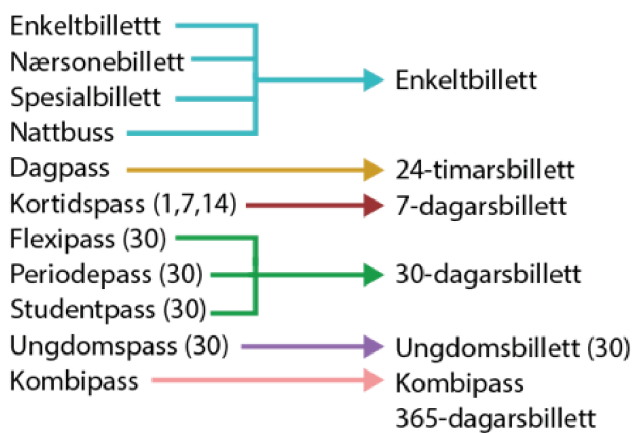 Enkeltbillettt
Nærsonebillett
Spesialbillett
Nattbuss
Dagpass
Kortidspass (1,7,14)
Flexipass (30)
Periodepass (30)
Studentpass (30)
Ungdomspass (30)
Kombipass
Enkeltbillett
24-timarsbillett
7-dagarsbillett
30-dagarsbillett
Ungdomsbillett (30)
Kombipass
365-dagarsbillett